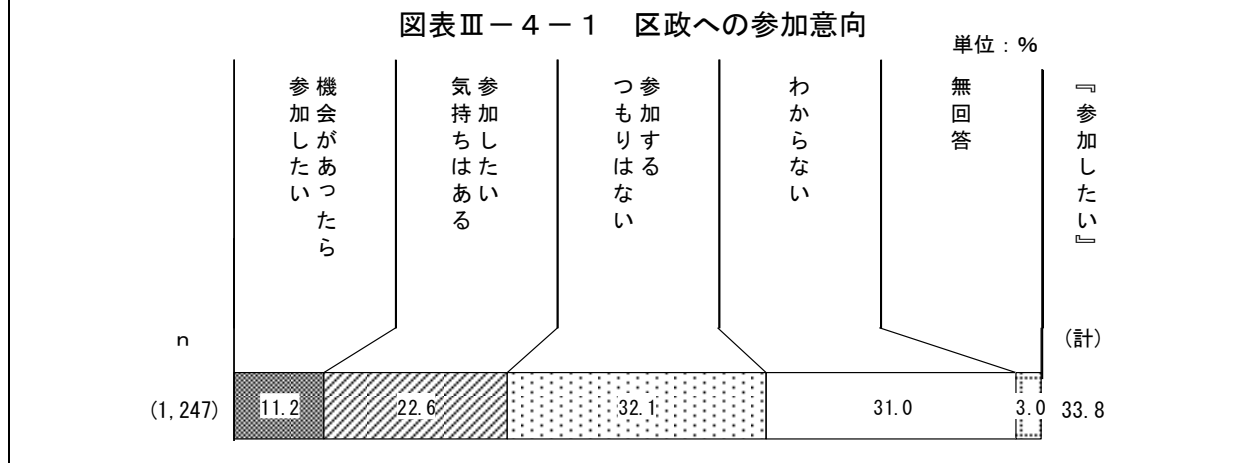 図表Ⅲ－４－１　区政への参加意向
単位：％
機会があったら
参加したい
参加したい
気持ちはある
参加する
つもりはない
わからない
無回答
『参加したい』
ｎ
(計)
(1,247)
11.2
22.6
32.1
31.0
3.0
33.8